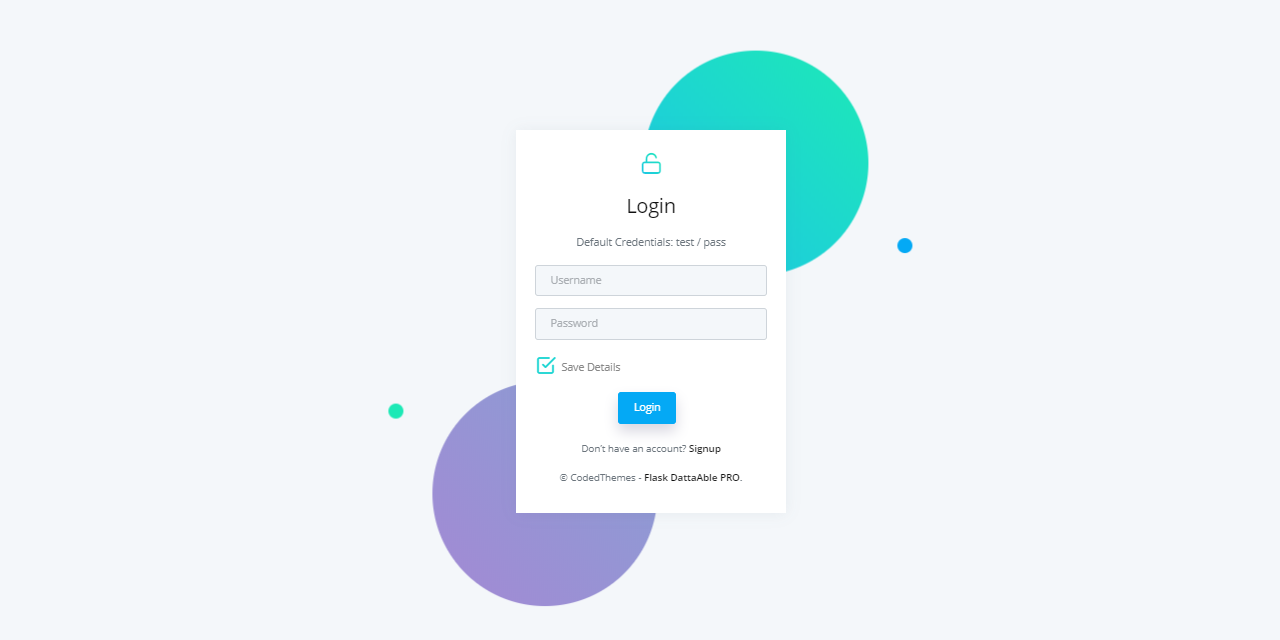 Login
Default Credentials: test / pass
Username
Password
Save Details
Login
Don't have an account? Signup
© CodedThemes - Flask DattaAble PRO.